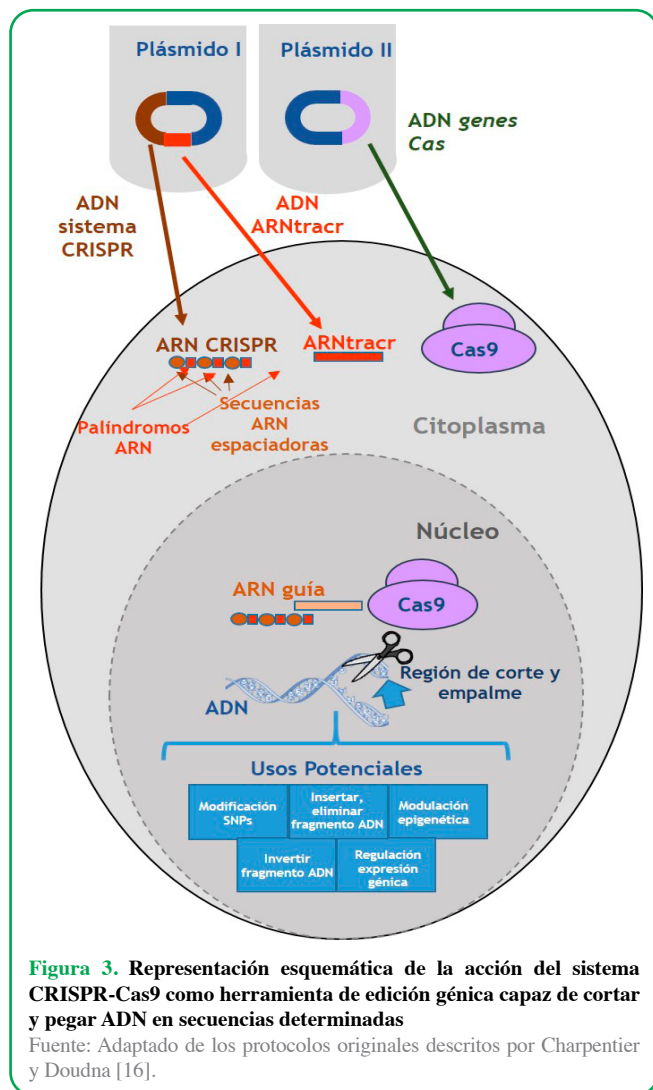 Plásmido I
Plásmido II
ADN genes
Cas
ADN
sistema
CRISPR
ADN
ARNtracr
ARN CRISPR
ARNtracr
Cas9
Palíndromos
ARN
Secuencias
ARN
espaciadoras
Citoplasma
Núcleo
ARN guía
Cas9
ADN
Región de corte y
empalme
Usos Potenciales
Modificación
SNPs
Insertar,
eliminar
fragmento ADN
Modulación
epigenética
Invertir
fragmento ADN
Regulación
expresión
génica
Figura 3. Representación esquemática de la acción del sistema
CRISPR-Cas9 como herramienta de edición génica capaz de cortar
y pegar ADN en secuencias determinadas
Fuente: Adaptado de los protocolos originales descritos por Charpentier
y Doudna [16].